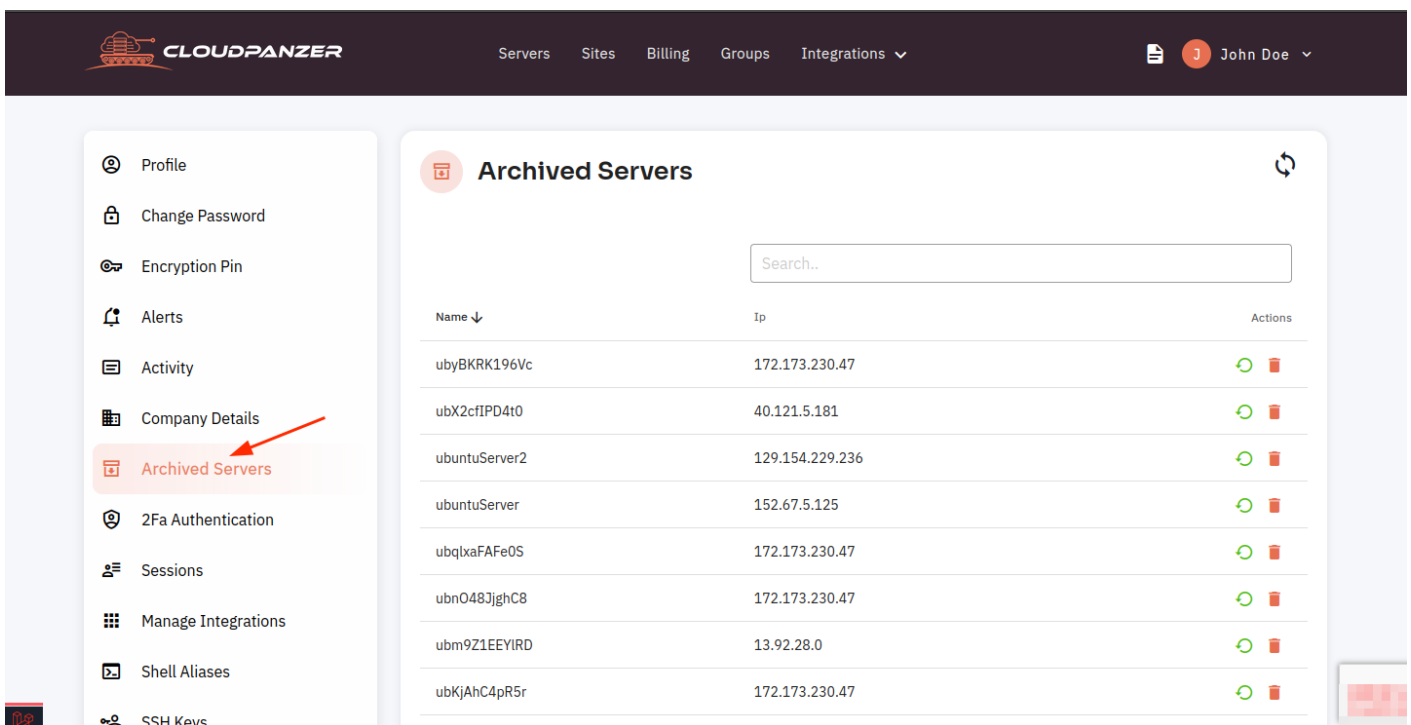 CLOUDPANZER
Servers Sites Billing Groups Integrations
J John Doe
Profile
Change Password
Encryption Pin
Alerts
Activity
Company Details
Archived Servers
2Fa Authentication
Sessions
Manage Integrations
Shell Aliases
SSH Keys
Archived Servers
Search..
Name Ip Actions
ubyBKRK196Vc 172.173.230.47
ubX2cfIPD4t0 40.121.5.181
ubuntuServer2 129.154.229.236
ubuntuServer 152.67.5.125
ubqlxaFAFe0S 172.173.230.47
ubnO48JjghC8 172.173.230.47
ubm9Z1EEYlRD 13.92.28.0
ubKjAhC4pR5r 172.173.230.47